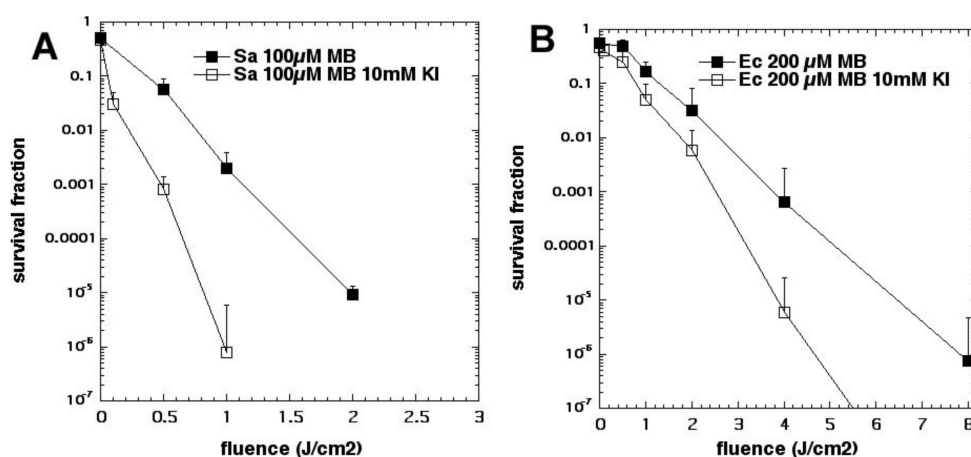 A
Sa 100µM MB
Sa 100µM MB 10mM KI
1
0.1
0.01
0.001
0.0001
10-5
10-6
10-7
survival fraction
0 0.5 1 1.5 2 2.5 3
fluence (J/cm2)
B
Ec 200 µM MB
Ec 200 µM MB 10mM KI
1
0.1
0.01
0.001
0.0001
10-5
10-6
10-7
survival fraction
0 1 2 3 4 5 6 7 8
fluence (J/cm2)